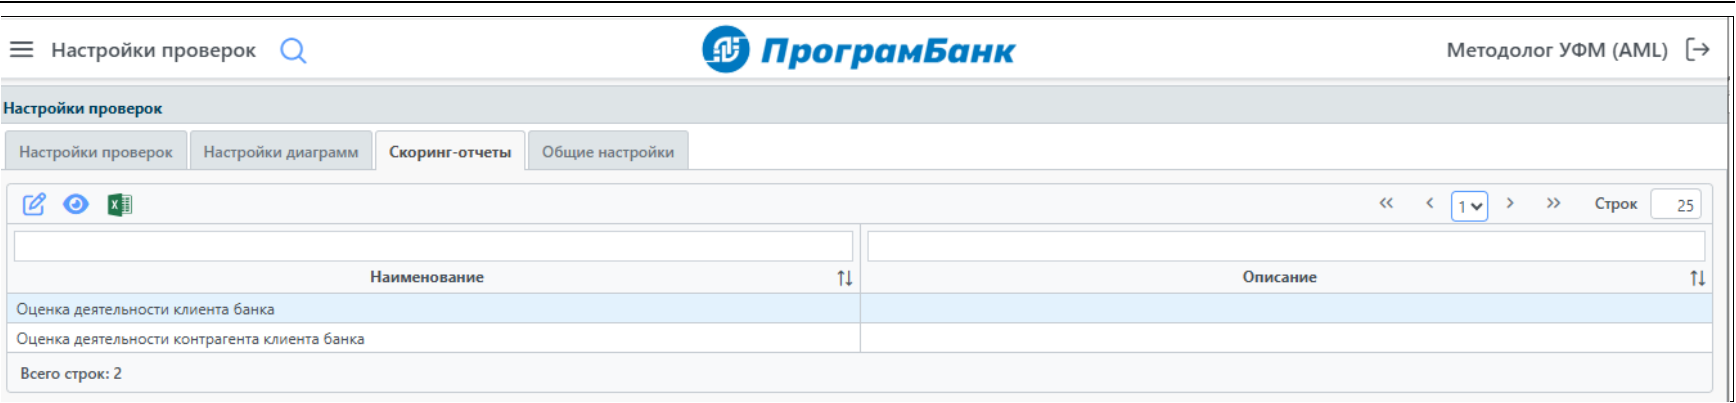 Настройки проверок
ПрограмБанк
Методолог УФМ (AML)
Настройки проверок
Настройки проверок Настройки диаграмм Скоринг-отчеты Общие настройки
1 Строк 25
Наименование Описание
Оценка деятельности клиента банка
Оценка деятельности контрагента клиента банка
Всего строк: 2